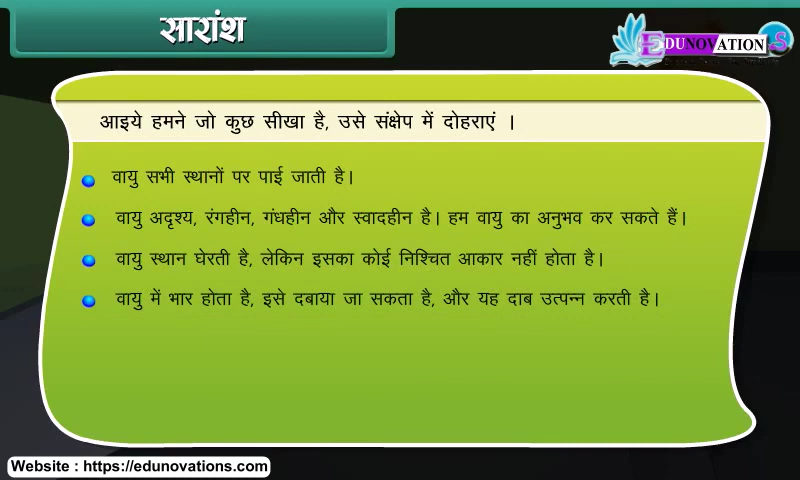 सारांश
EDUNOVATIONS
आइये हमने जो कुछ सीखा है, उसे संक्षेप में दोहराएं ।
वायु सभी स्थानों पर पाई जाती है।
वायु अदृश्य, रंगहीन, गंधहीन और स्वादहीन है। हम वायु का अनुभव कर सकते हैं।
वायु स्थान घेरती है, लेकिन इसका कोई निश्चित आकार नहीं होता है।
वायु में भार होता है, इसे दबाया जा सकता है, और यह दाब उत्पन्न करती है।
Website : https://edunovations.com